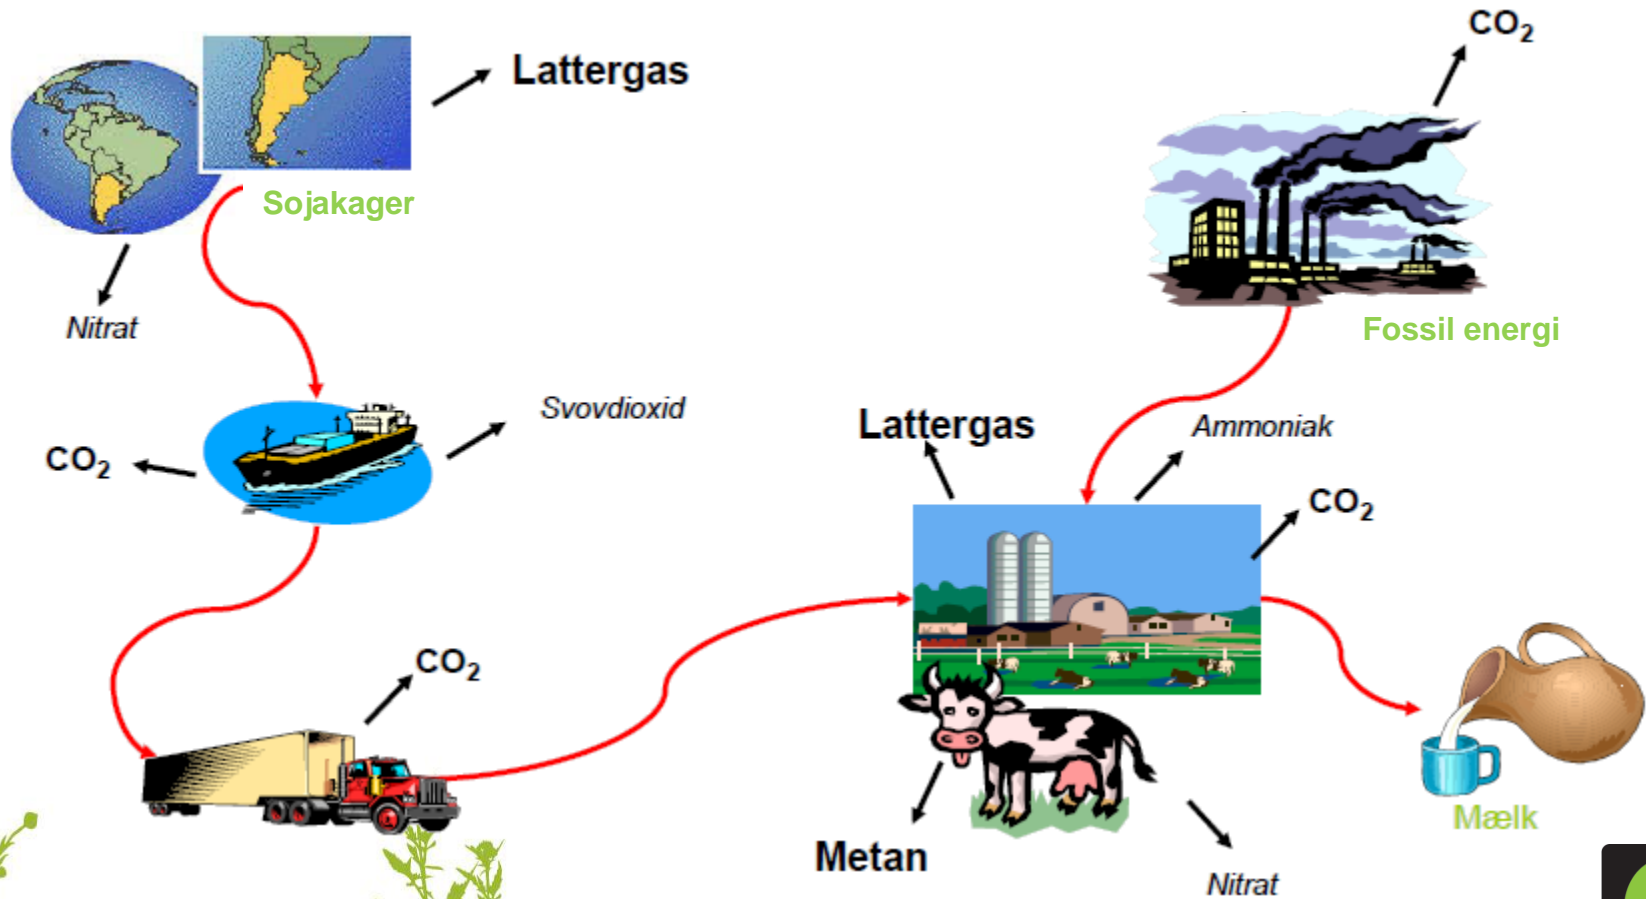 CO₂
Lattergas
Sojakager
Nitrat
Fossil energi
Svovdioxid
Lattergas
Ammoniak
CO₂
CO₂
CO₂
Mælk
Metan
Nitrat